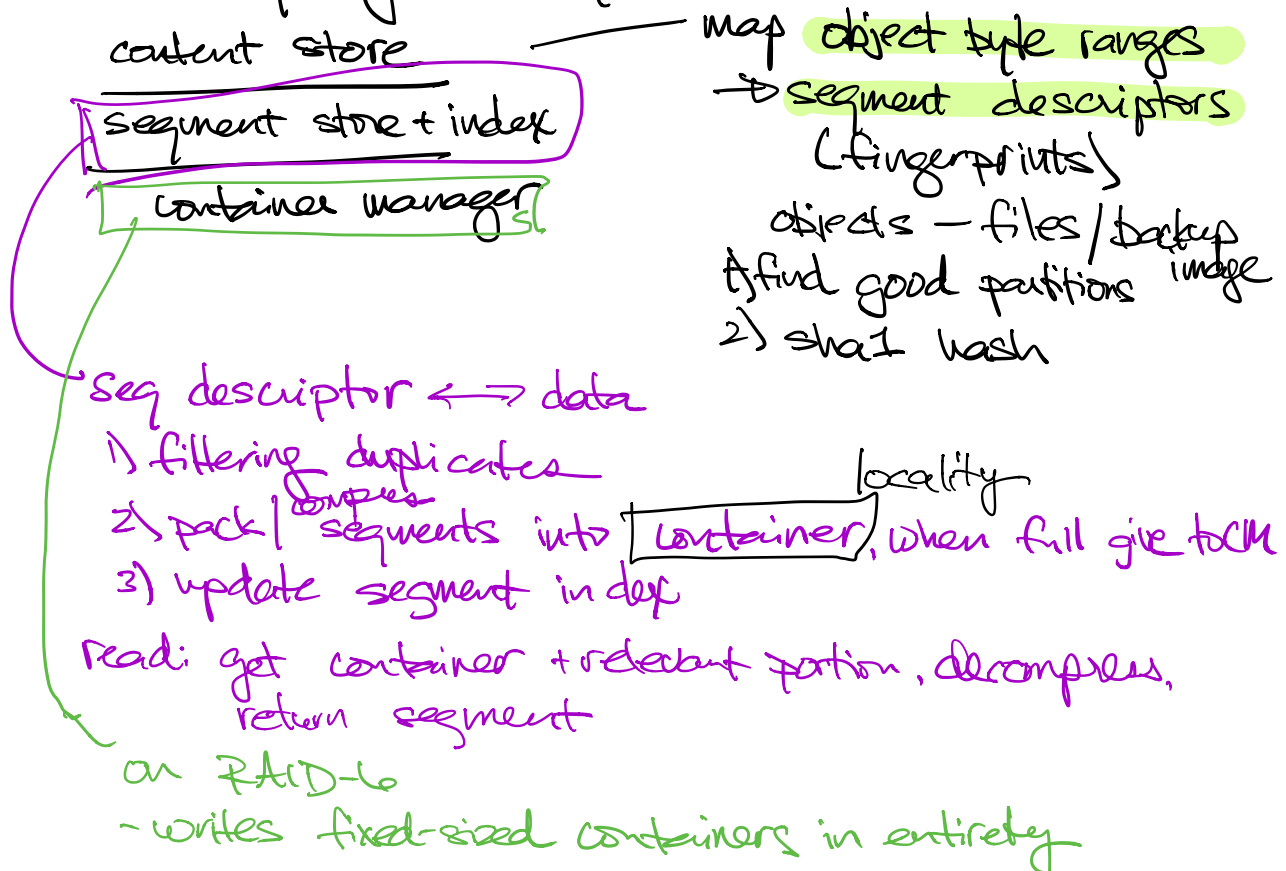 content store
segment store + index
container manager
map object byte ranges
→ segment descriptors
(fingerprints)
objects — files / backup
image
1) find good partitions
2) sha1 hash
seg descriptor ←→ data
1) filtering duplicates
compress
locality
2) pack/ segments into container, when full give to CM
3) update segment index
read: get container + relevant portion, decompress,
return segment
on RAID-6
- writes fixed-sized containers in entirety